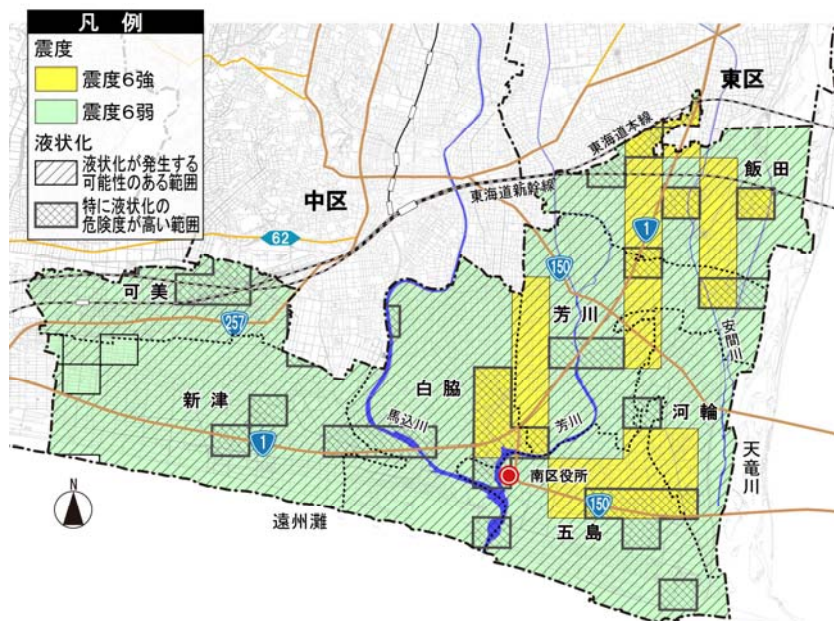 凡例
震度
震度6強
震度6弱
液状化
液状化が発生する
可能性のある範囲
特に液状化の
危険度が高い範囲
東区
東海道本線
飯田
中区
東海道新幹線
62
1
150
可美
芳川
257
安間川
新津
白脇
馬込川
芳川
河輪
1
天竜川
南区役所
N
150
遠州灘
五島